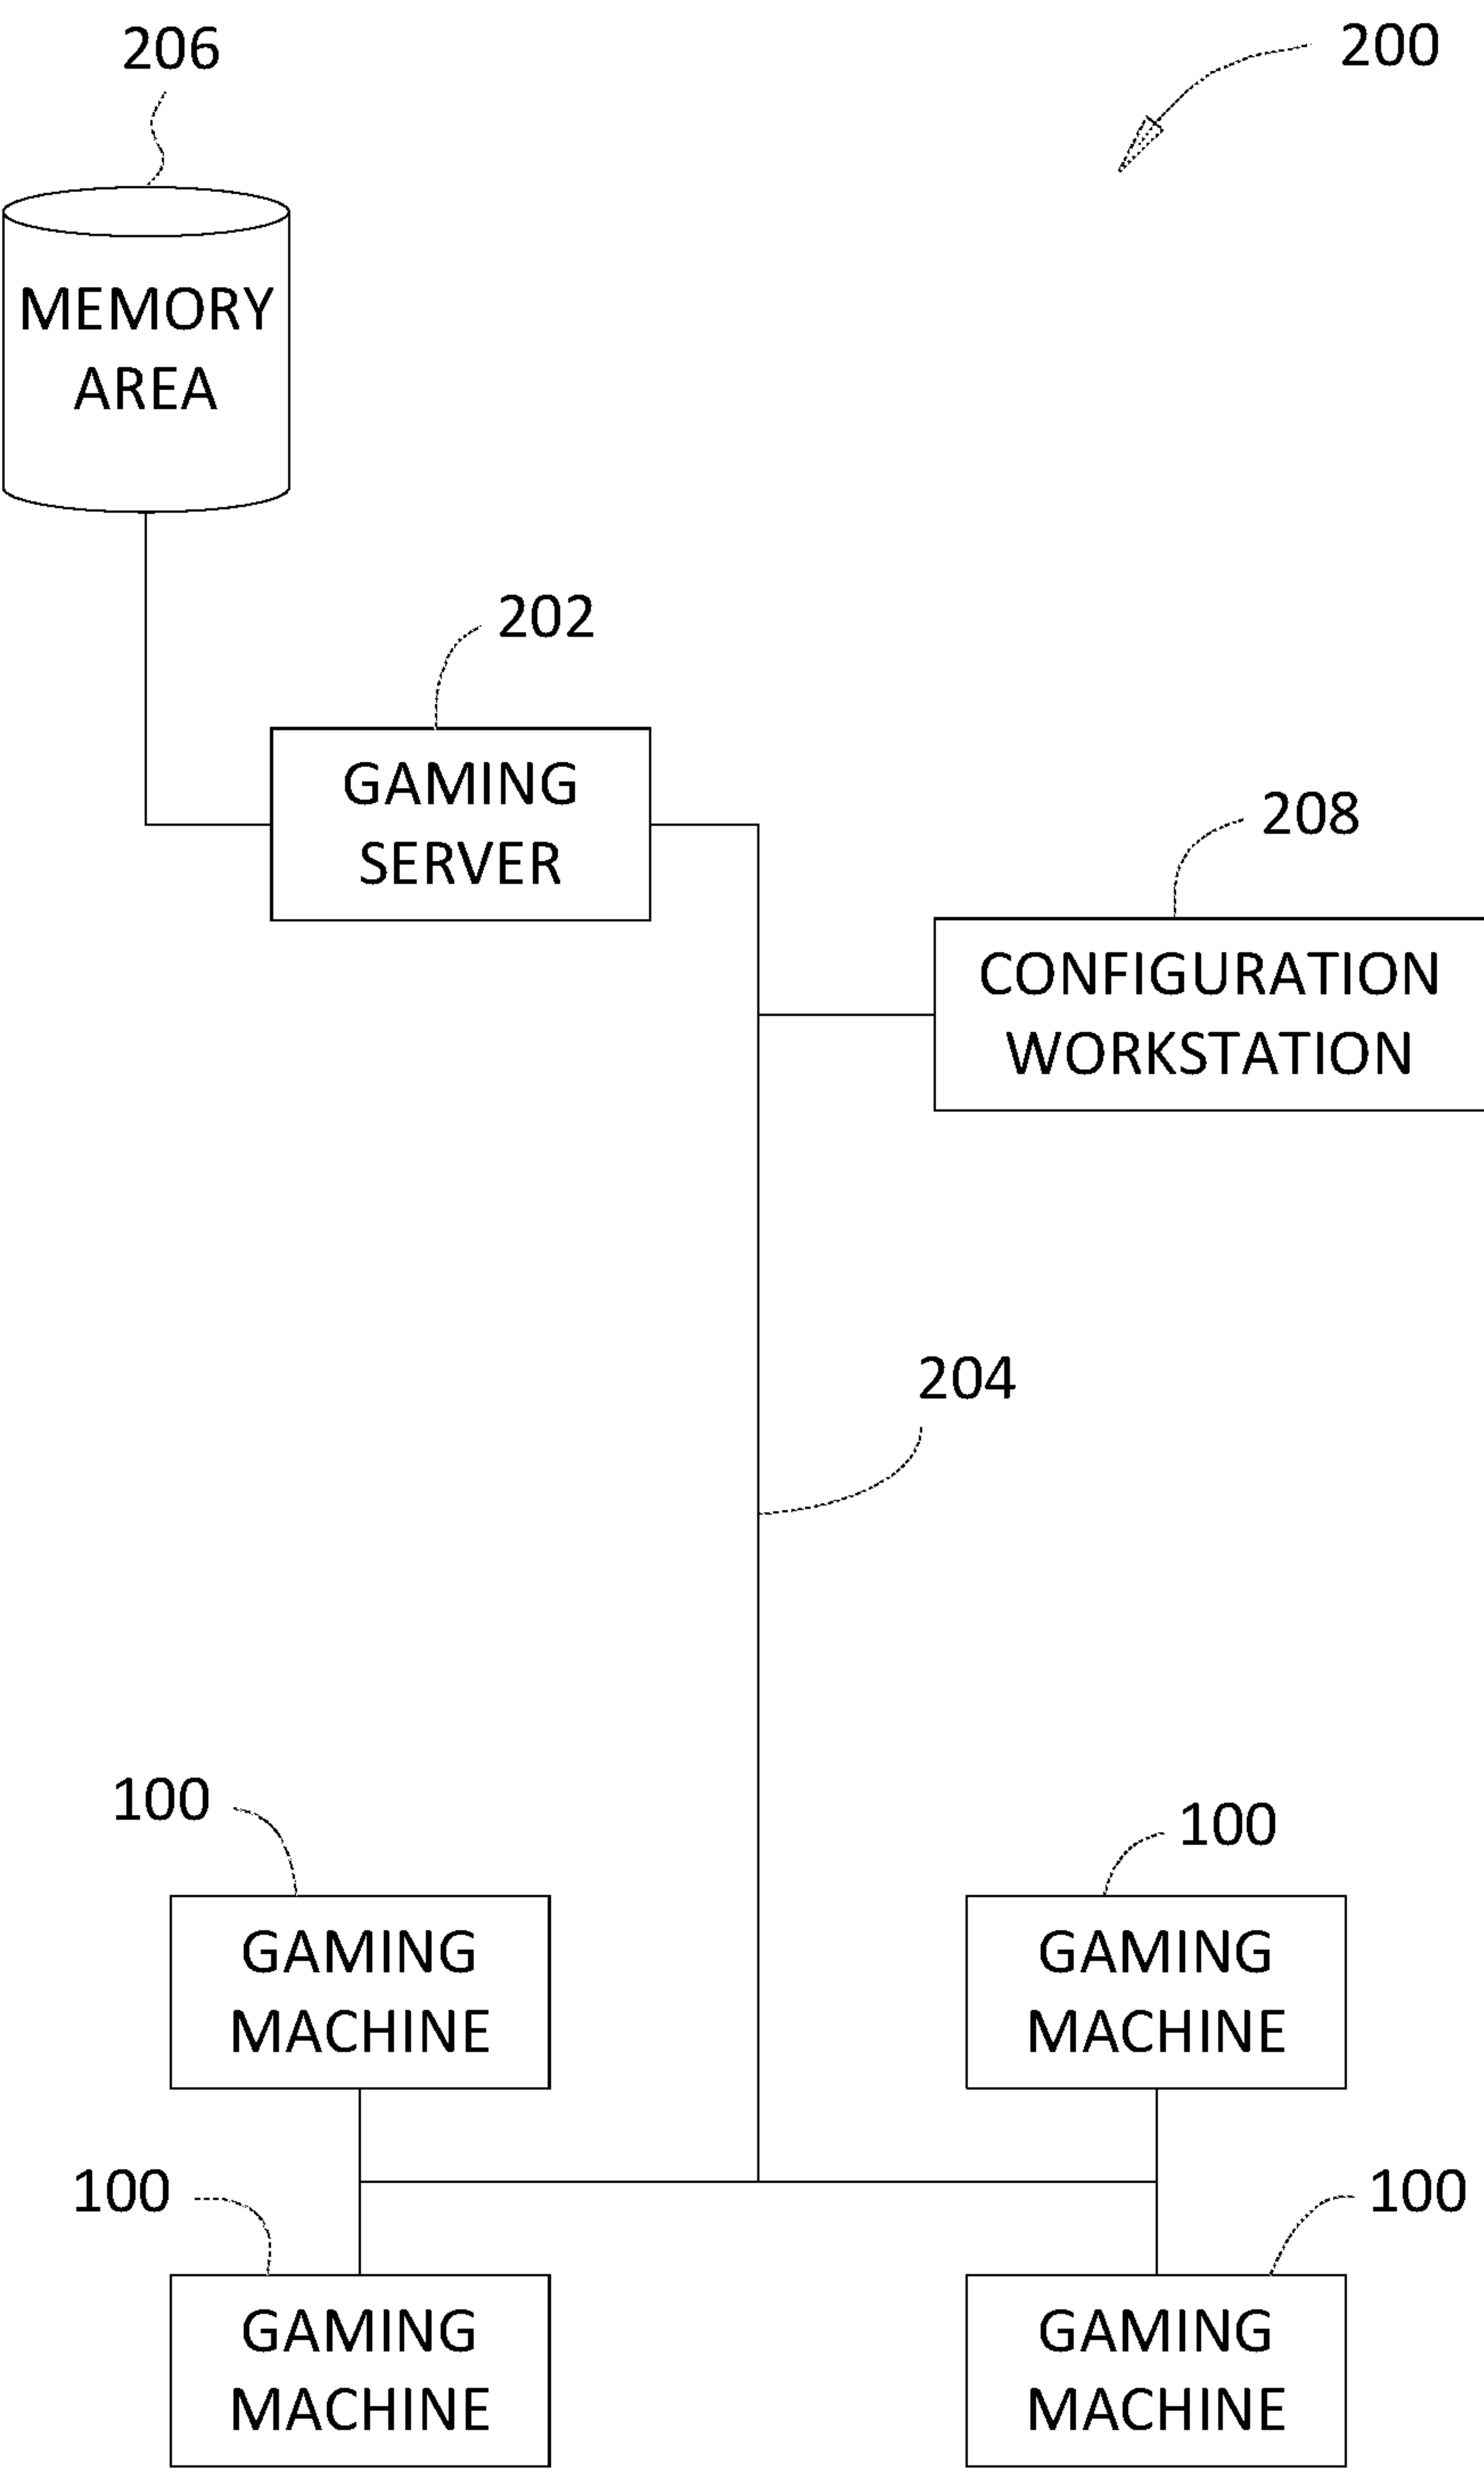 206
200
MEMORY
AREA
202
GAMING
SERVER
208
CONFIGURATION
WORKSTATION
204
100
100
GAMING
MACHINE
GAMING
MACHINE
100
100
GAMING
MACHINE
GAMING
MACHINE